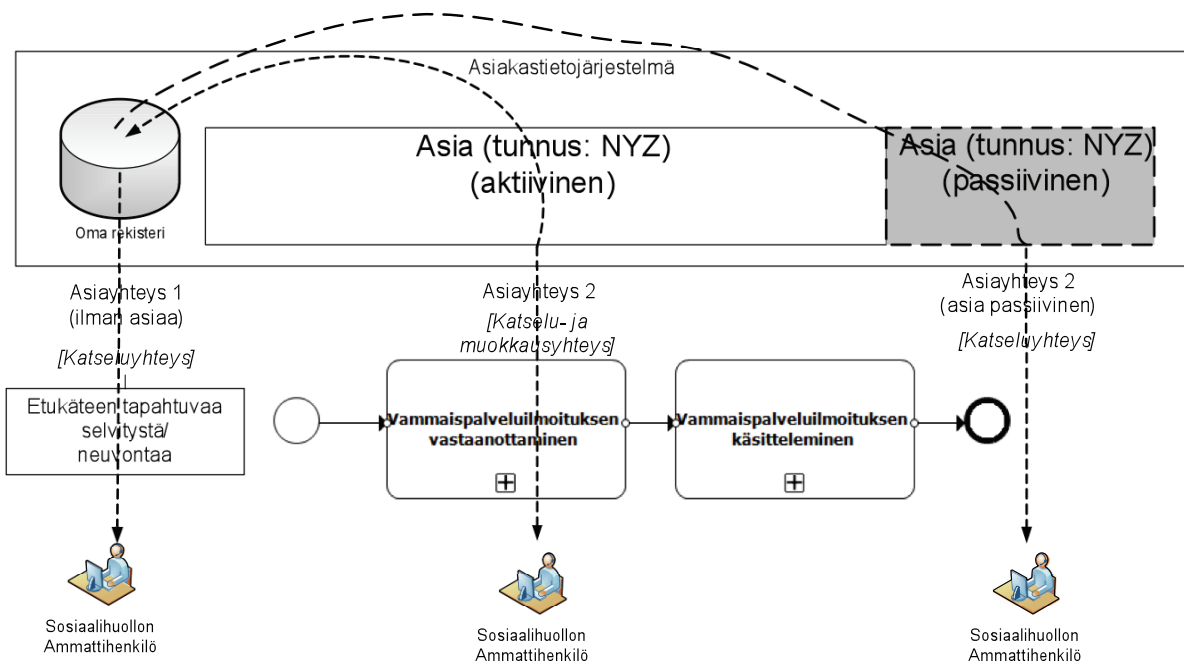 Asiakastietojärjestelmä
Asia (tunnus: NYZ)
(aktiivinen)
Asia (tunnus: NYZ)
(passiivinen)
Oma rekisteri
Asiayhteys 1
(ilman asiaa)
[Katseluyhteys]
Asiayhteys 2
[Katselu- ja
muokkausyhteys]
Asiayhteys 2
(asia passiivinen)
[Katseluyhteys]
Etukäteen tapahtuvaa
selvitystä/
neuvontaa
Vammaispalveluilmoituksen
vastaanottaminen
Vammaispalveluilmoituksen
käsitteleminen
Sosiaalihuollon
Ammattihenkilö
Sosiaalihuollon
Ammattihenkilö
Sosiaalihuollon
Ammattihenkilö